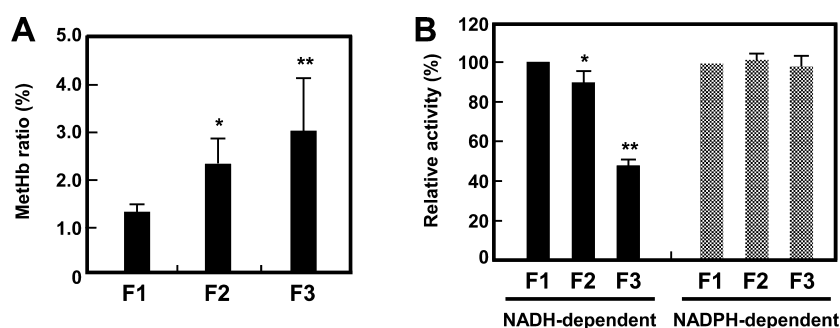 A
MetHb ratio (%)
5.0
4.0
3.0
2.0
1.0
0
*
**
F1 F2 F3
B
Relative activity (%)
120
100
80
60
40
20
0
*
**
F1 F2 F3 F1 F2 F3
NADH-dependent NADPH-dependent